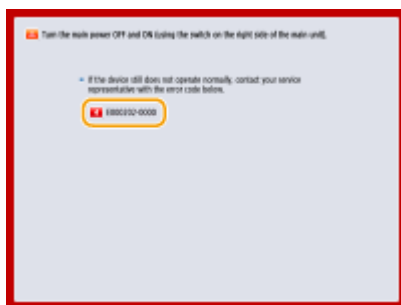 Turn the main power OFF and ON (using the switch on the right side of the main unit).
If the device still does not operate normally, contact your service
representative with the error code below.